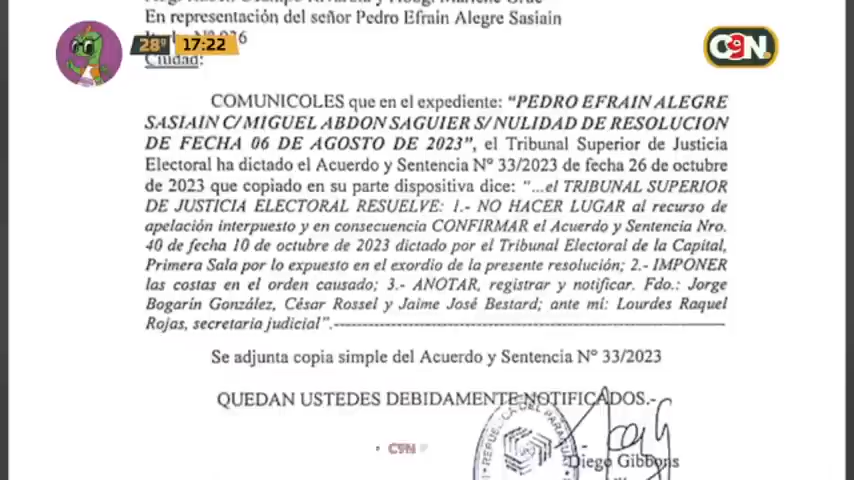 En representación del señor Pedro Efrain Alegre Sasiain
28º 17:22
C9N
Ciudad:
COMUNICOLES que en el expediente: "PEDRO EFRAIN ALEGRE
SASIAIN C/ MIGUEL ABDON SAGUIER S/ NULIDAD DE RESOLUCION
DE FECHA 06 DE AGOSTO DE 2023", el Tribunal Superior de Justicia
Electoral ha dictado el Acuerdo y Sentencia N° 33/2023 de fecha 26 de octubre
de 2023 que copiado en su parte dispositiva dice: "...el TRIBUNAL SUPERIOR
DE JUSTICIA ELECTORAL RESUELVE: 1.- NO HACER LUGAR al recurso de
apelación interpuesto y en consecuencia CONFIRMAR el Acuerdo y Sentencia Nro.
40 de fecha 10 de octubre de 2023 dictado por el Tribunal Electoral de la Capital,
Primera Sala por lo expuesto en el exordio de la presente resolución; 2.- IMPONER
las costas en el orden causado; 3.- ANOTAR, registrar y notificar. Fdo.: Jorge
Bogarín González, César Rossel y Jaime José Bestard; ante mí: Lourdes Raquel
Rojas, secretaria judicial".-
Se adjunta copia simple del Acuerdo y Sentencia N° 33/2023
QUEDAN USTEDES DEBIDAMENTE NOTIFICADOS.-
REPUBLICA DEL PARAGUAY
C9N
Diego Gibbons